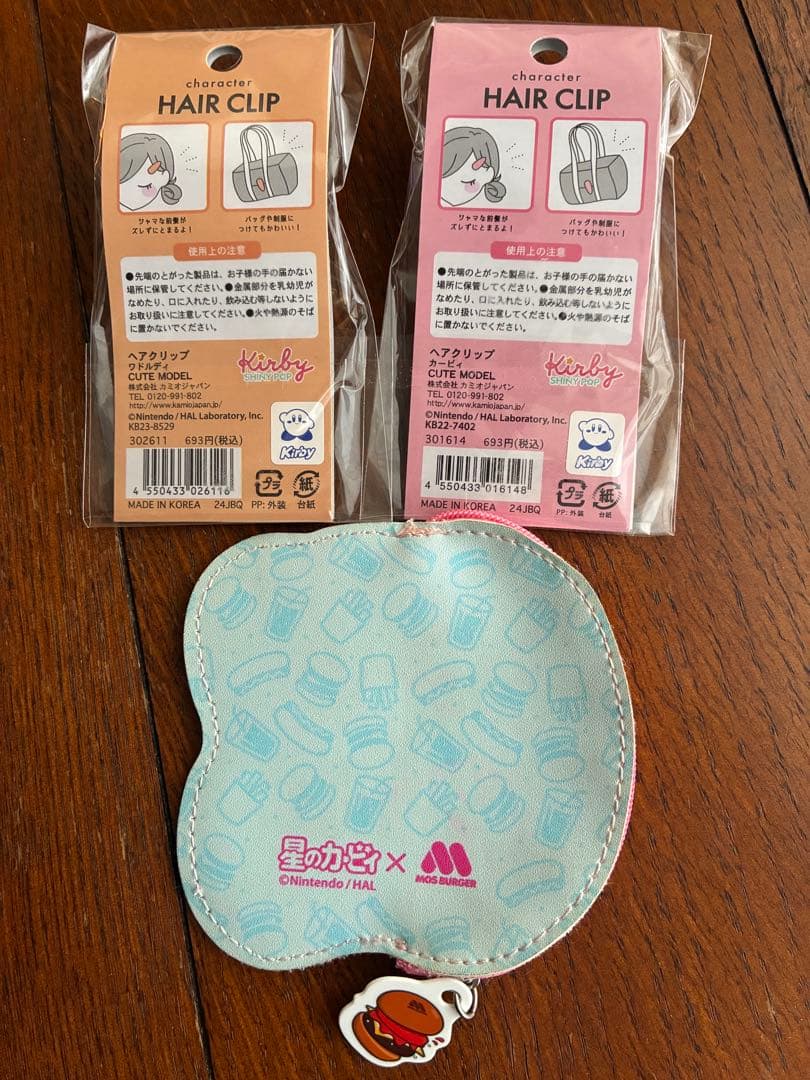 character
HAIR CLIP
ワヤマな前髪が
ズレずにとまるよ！
バッグや制服に
つけてもかわいい！
使用上の注意
●先端のとがった製品は、お子様の手の届かない
場所に保管してください。●金属部分を乳幼児が
なめたり、口に入れたり、飲み込む等しないように
お取り扱いに注意してください。●火や熱源のそば
に置かないでください。
ヘアクリップ
ワドルディ
CUTE MODEL
株式会社 カミオジャパン
TEL 0120-991-802
http://www.kamiojapan.jp/
©Nintendo / HAL Laboratory, Inc.
KB23-8529
302611 693円(税込)
Kirby
SHINY POP
Kirby
4 550433 026116
プラ
紙
PP: 外装
台紙
MADE IN KOREA 24JBQ
character
HAIR CLIP
ワヤマな前髪が
ズレずにとまるよ！
バッグや制服に
つけてもかわいい！
使用上の注意
●先端のとがった製品は、お子様の手の届かない
場所に保管してください。●金属部分を乳幼児が
なめたり、口に入れたり、飲み込む等しないように
お取り扱いに注意してください。●火や熱源のそば
に置かないでください。
ヘアクリップ
カービィ
CUTE MODEL
株式会社 カミオジャパン
TEL 0120-991-802
http://www.kamiojapan.jp/
©Nintendo / HAL Laboratory, Inc.
KB22-7402
301614 693円(税込)
Kirby
SHINY POP
Kirby
4 550433 016148
プラ
紙
PP: 外装
台紙
MADE IN KOREA 24JBQ
星のカービィ×
©Nintendo / HAL
MOS BURGER